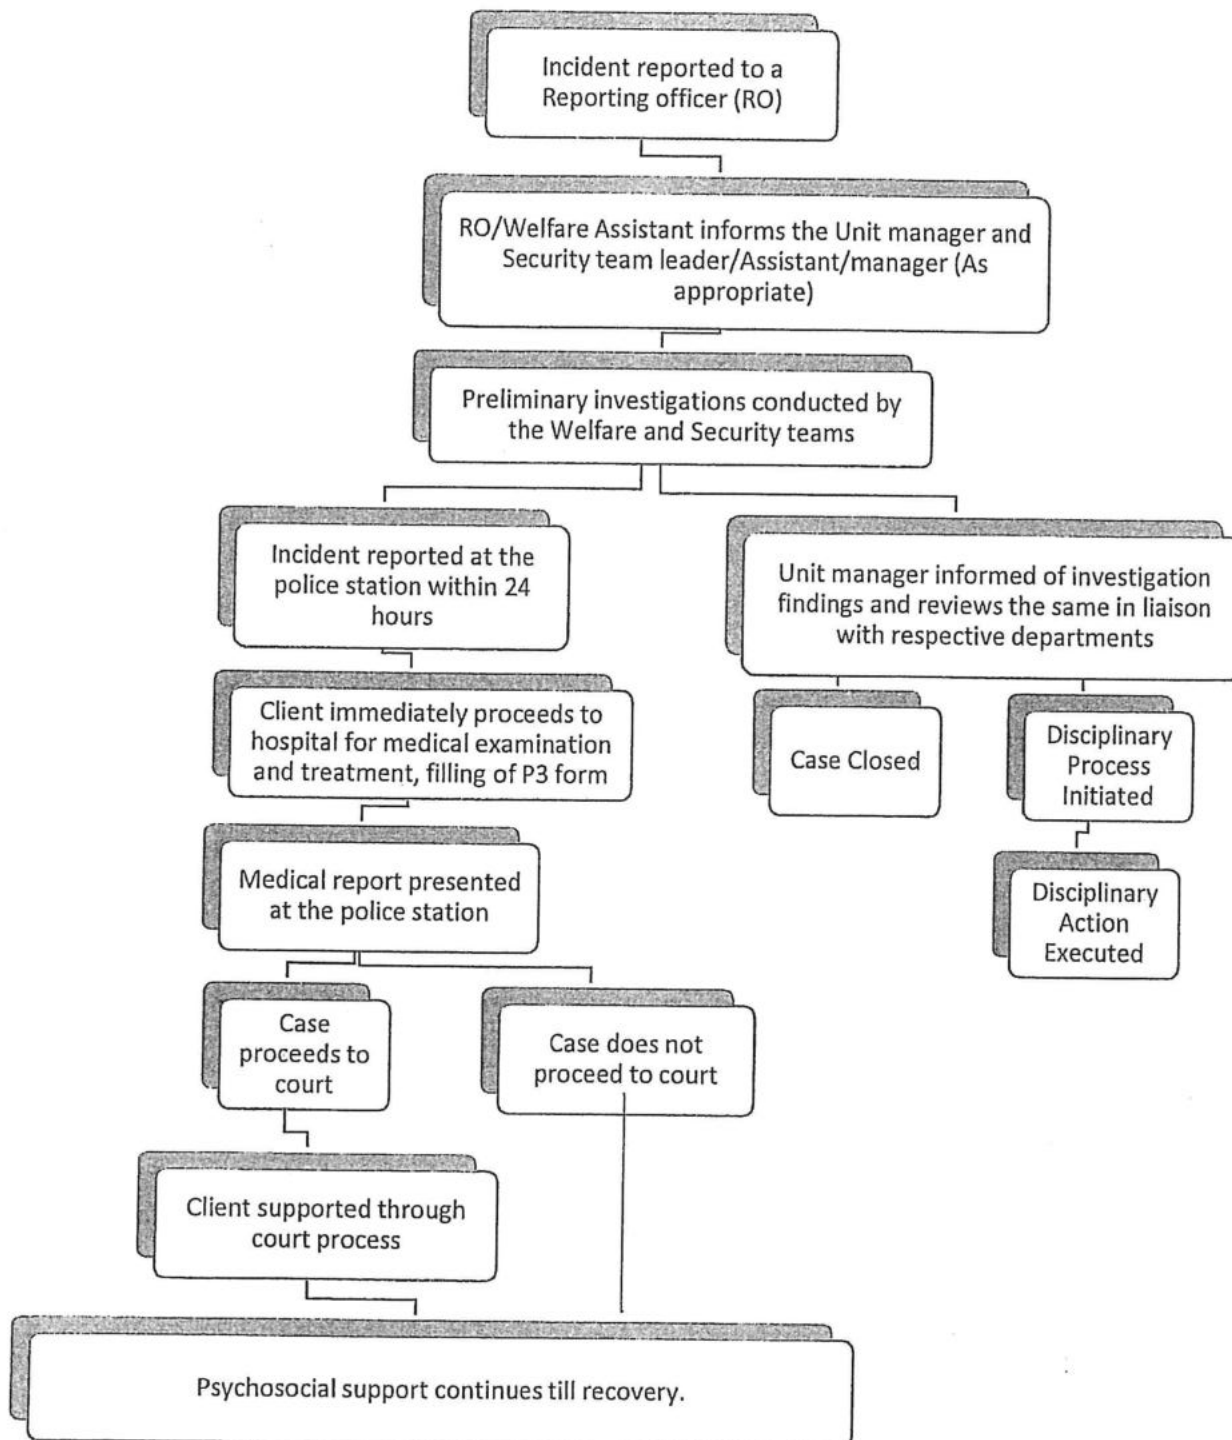 Incident reported to a
Reporting officer (RO)
RO/Welfare Assistant informs the Unit manager and
Security team leader/Assistant/manager (As
appropriate)
Preliminary investigations conducted by
the Welfare and Security teams
Incident reported at the
police station within 24
hours
Unit manager informed of investigation
findings and reviews the same in liaison
with respective departments
Client immediately proceeds to
hospital for medical examination
and treatment, filling of P3 form
Case Closed
Disciplinary
Process
Initiated
Medical report presented
at the police station
Disciplinary
Action
Executed
Case
proceeds to
court
Case does not
proceed to court
Client supported through
court process
Psychosocial support continues till recovery.